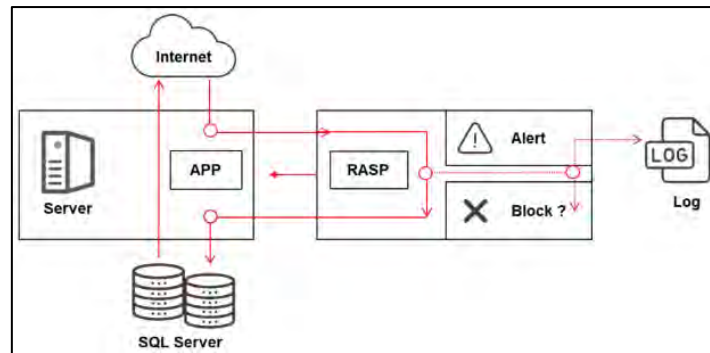 Internet
Server
APP
RASP
Alert
Block ?
LOG
Log
SQL Server